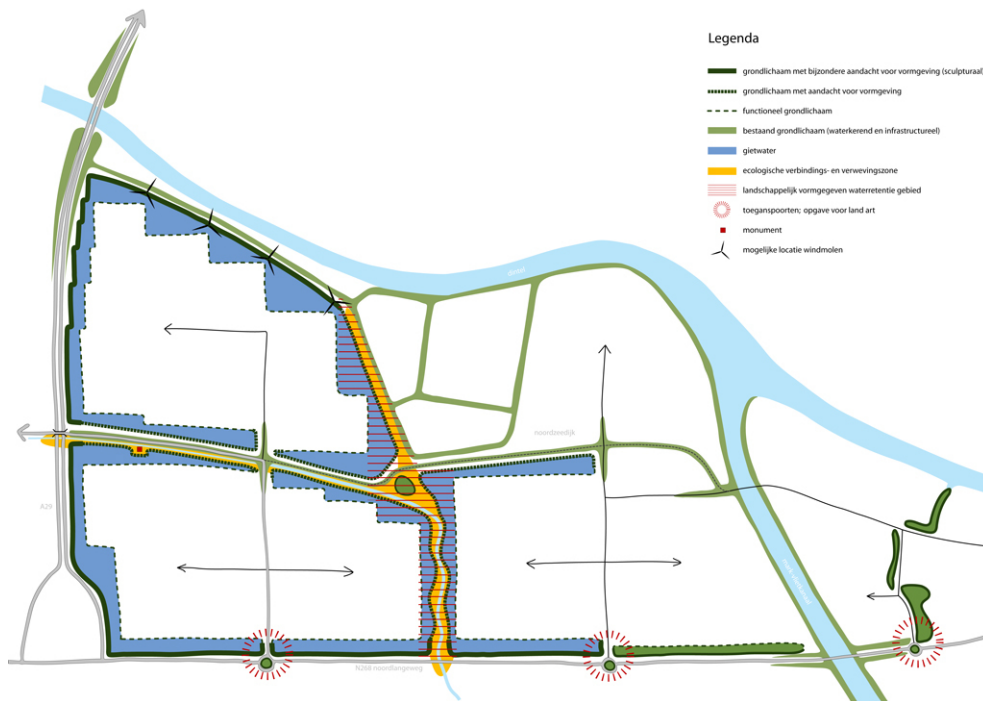 Legenda
grondlichaam met bijzondere aandacht voor vormgeving (sculpturaal)
grondlichaam met aandacht voor vormgeving
functioneel grondlichaam
bestaand grondlichaam (waterkerend en infrastructureel)
gietwater
ecologische verbindings- en verwevingszone
landschappelijk vormgegeven waterretentie gebied
toeganspoorten; opgave voor land art
monument
mogelijke locatie windmolen
dintel
noordzeedijk
A29
N268 noordlangeweg